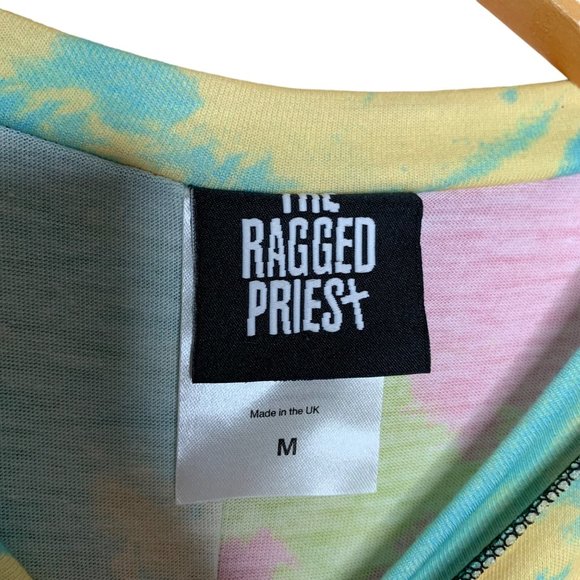 THE
RAGGED
PRIEST
Made in the UK
M